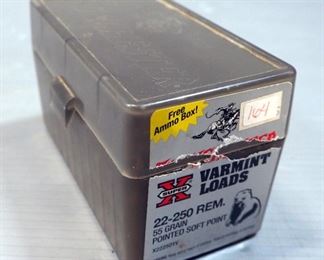 Free
Ammo Box!
164
SUPER X
VARMINT
LOADS
22-250 REM.
55 GRAIN
POINTED SOFT POINT